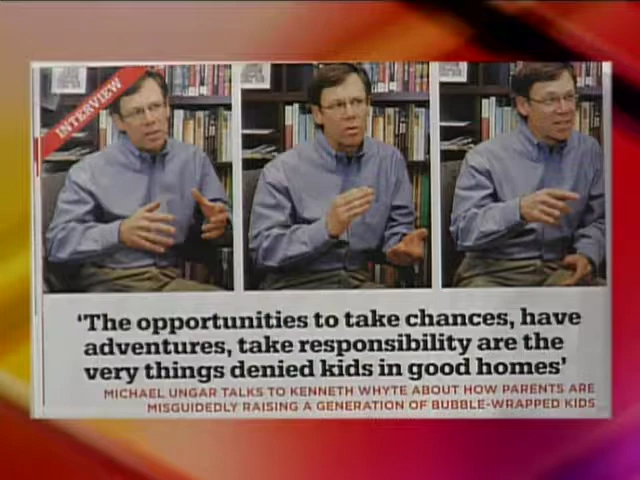 INTERVIEW
'The opportunities to take chances, have
adventures, take responsibility are the
very things denied kids in good homes'
MICHAEL UNGAR TALKS TO KENNETH WHYTE ABOUT HOW PARENTS ARE
MISGUIDEDLY RAISING A GENERATION OF BUBBLE-WRAPPED KIDS